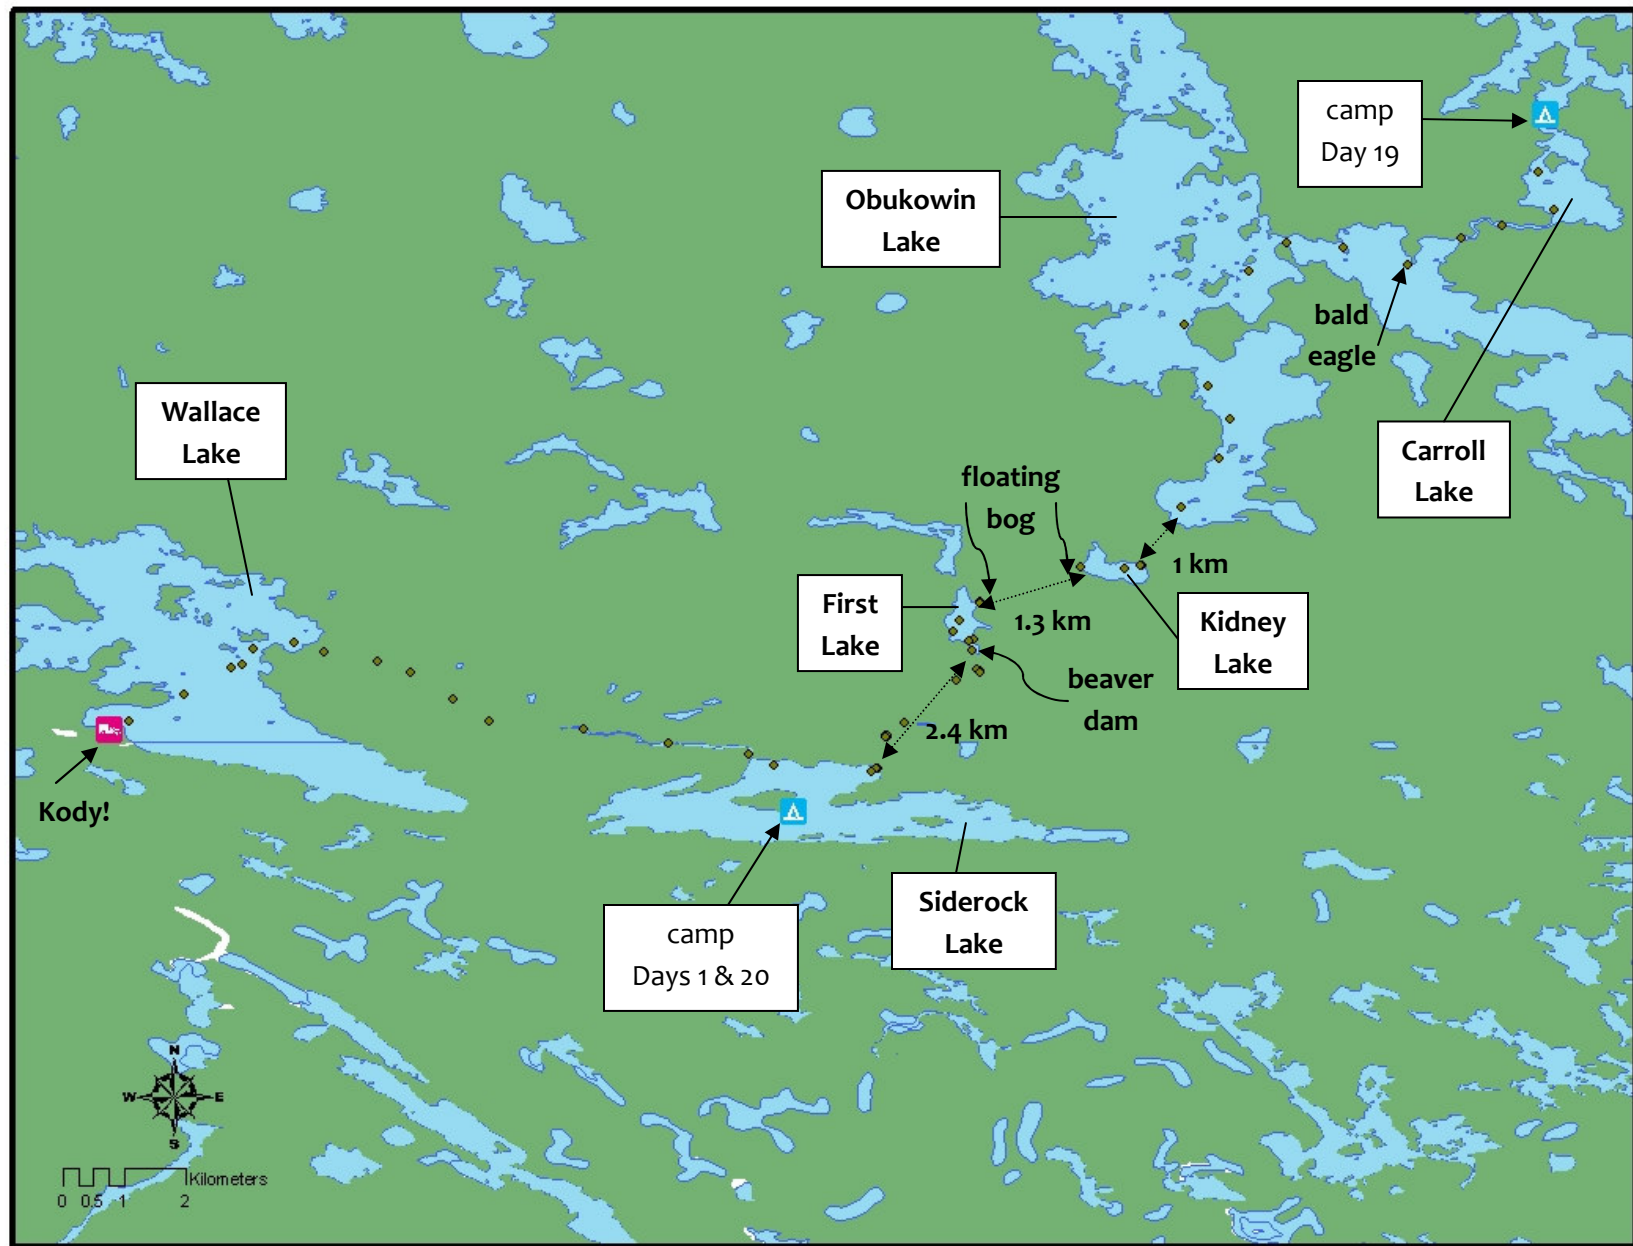 camp
Day 19
Obukowin
Lake
bald
eagle
Wallace
Lake
Carroll
Lake
floating
bog
1 km
First
Lake
1.3 km
Kidney
Lake
beaver
dam
2.4 km
Kody!
Siderock
Lake
camp
Days 1 & 20
N
W
E
S
Kilometers
0 0.5 1 2